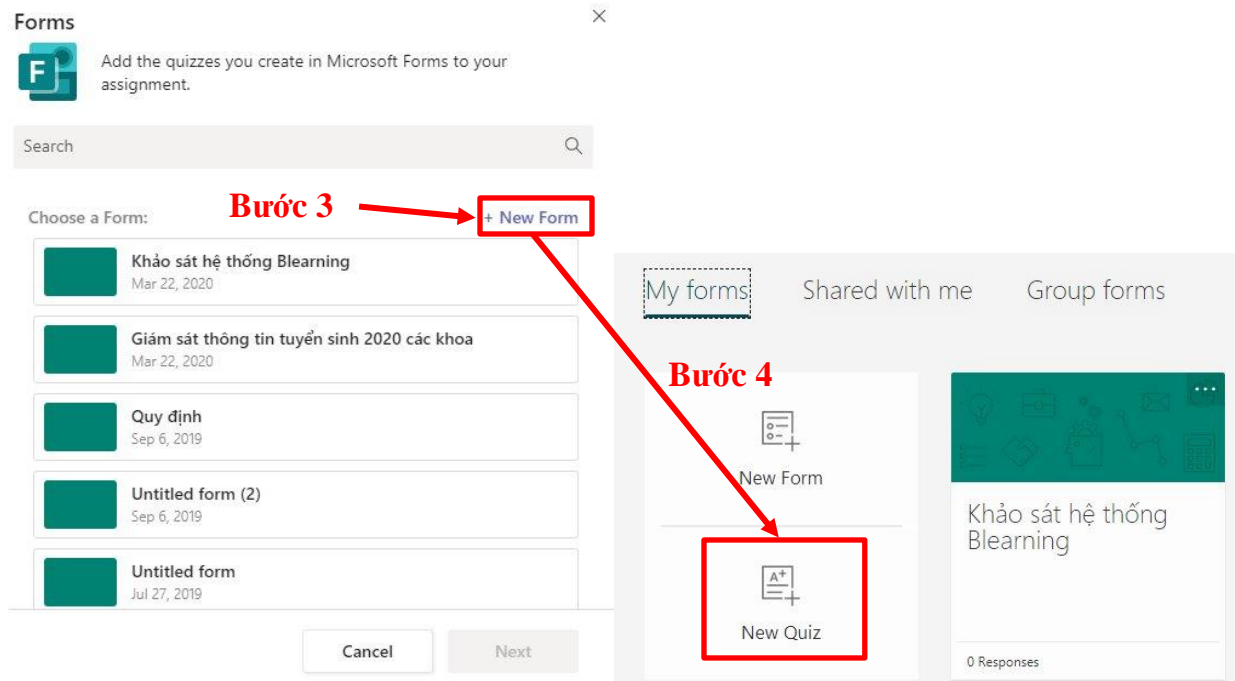 Forms
Add the quizzes you create in Microsoft Forms to your
assignment.
Search
Choose a Form:
Bước 3
+ New Form
Khảo sát hệ thống Blearning
Mar 22, 2020
Giám sát thông tin tuyển sinh 2020 các khoa
Mar 22, 2020
Quy định
Sep 6, 2019
Untitled form (2)
Sep 6, 2019
Untitled form
Jul 27, 2019
Cancel
Next
My forms
Shared with me
Group forms
Bước 4
New Form
New Quiz
Khảo sát hệ thống
Blearning
0 Responses